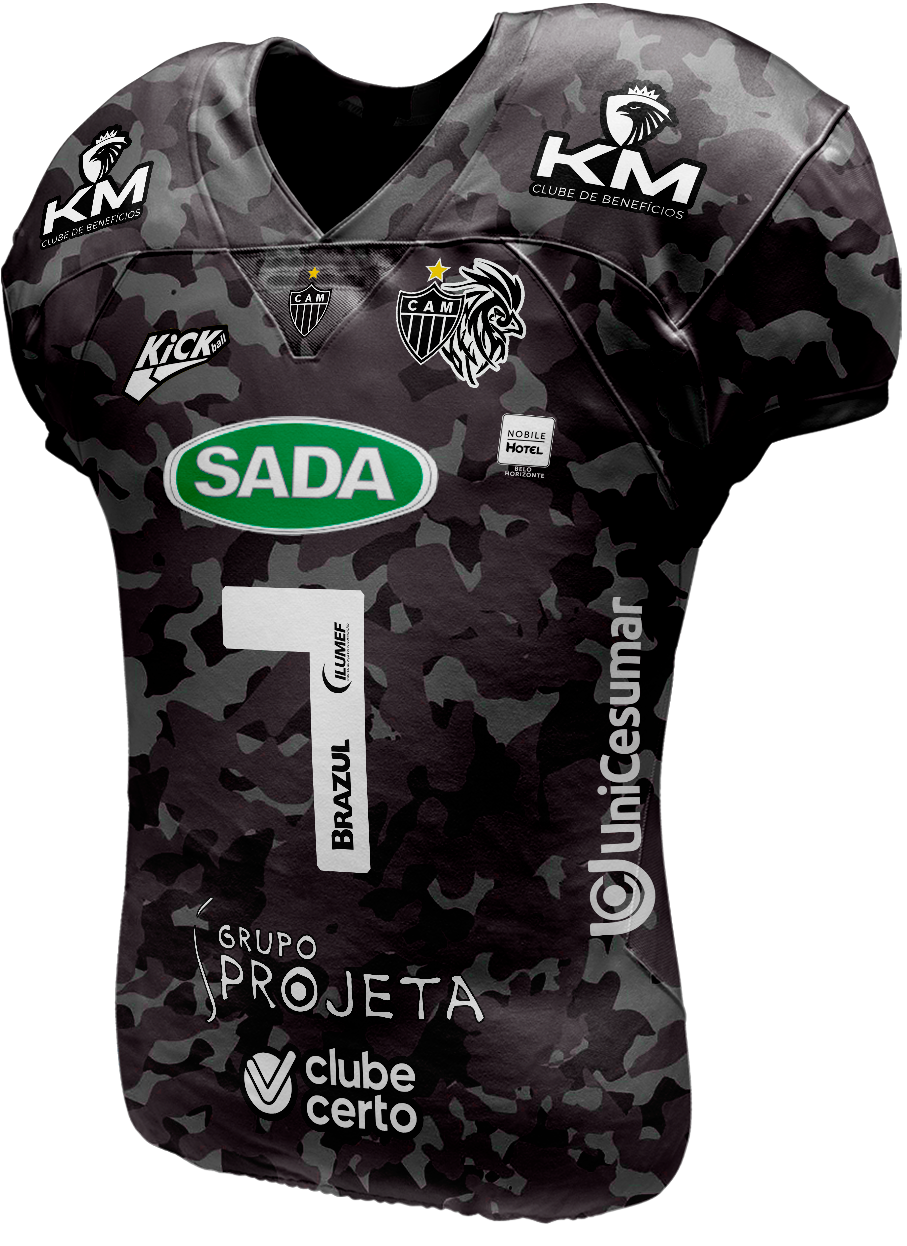 KM
CLUBE DE BENEFÍCIOS
KM
CLUBE DE BENEFÍCIOS
CAM
CAM
KiCK
ball
SADA
NOBILE
HOTEL
BELO
HORIZONTE
1
ILUMEF
BRAZUL
UniCesumar
GRUPO
PROJETA
clube
certo